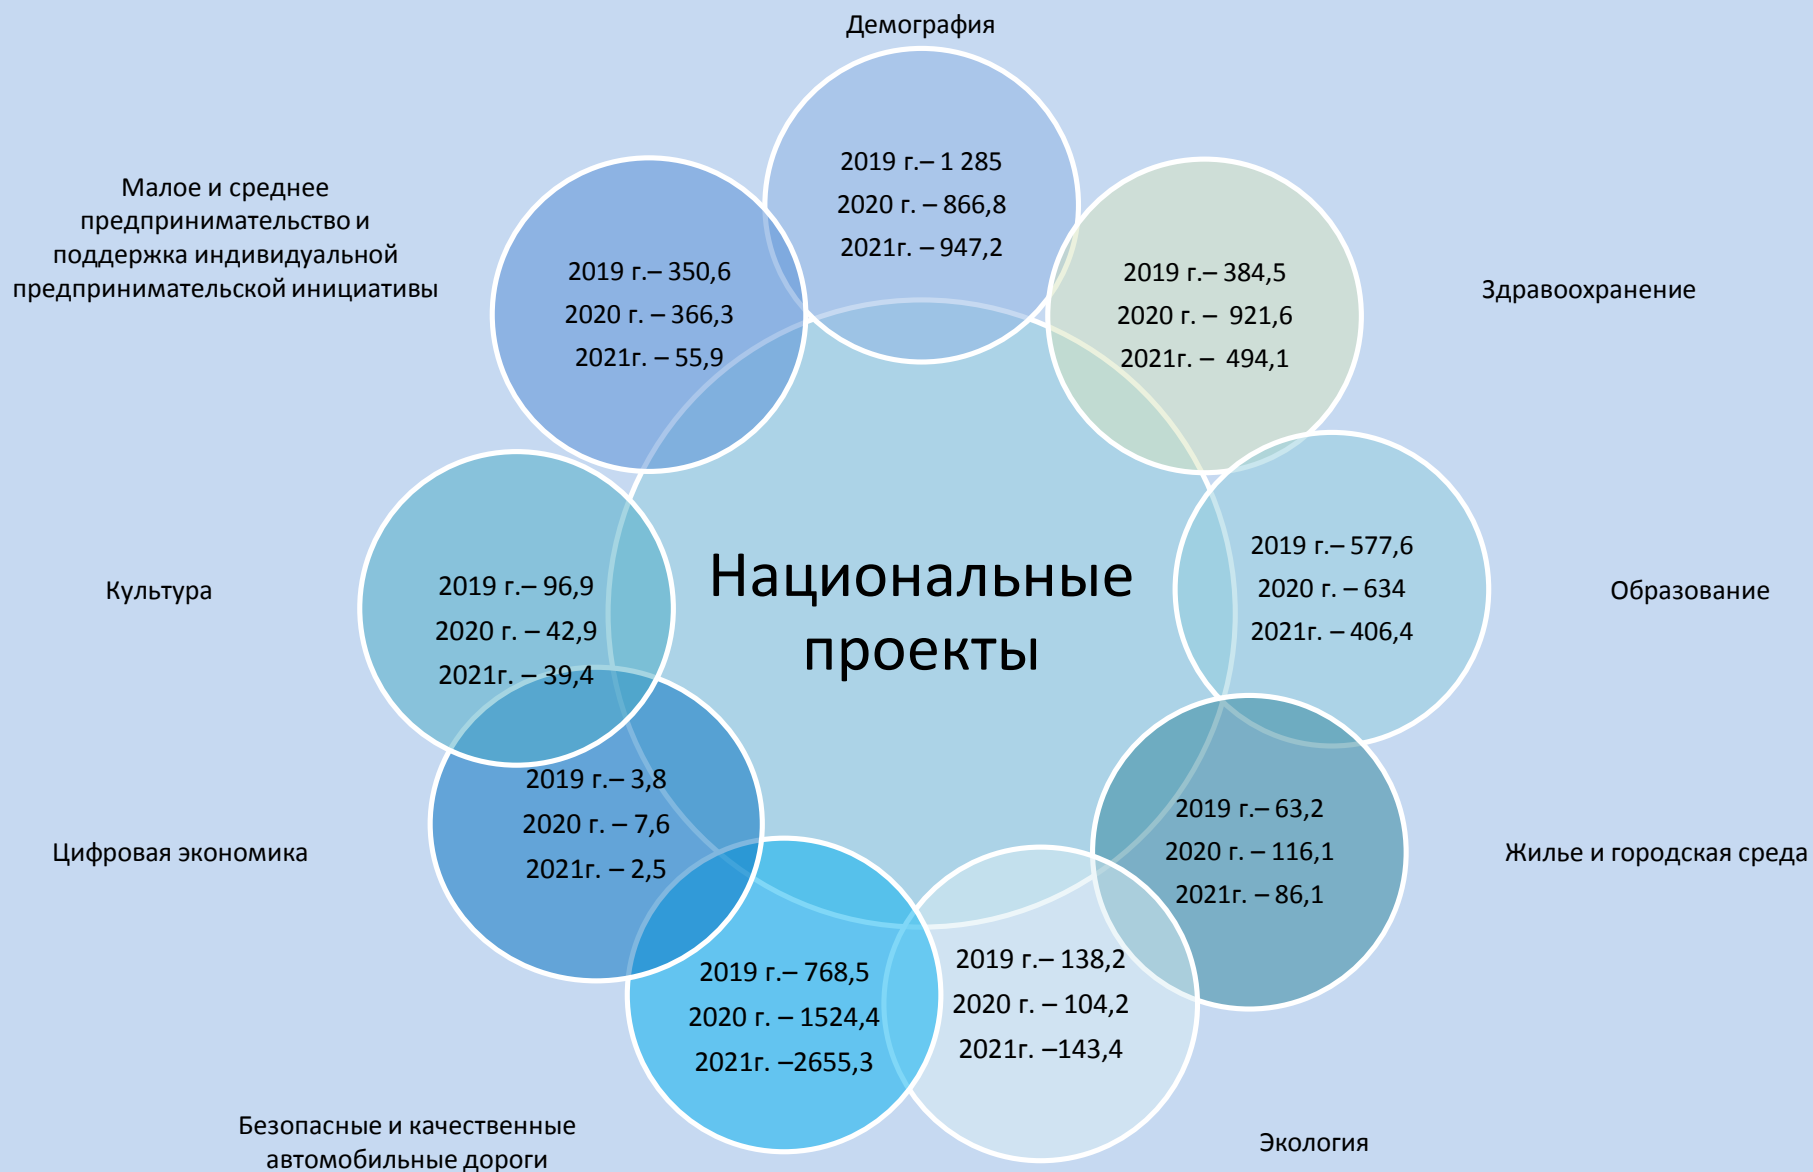 Демография
2019 г.– 1 285
2020 г. – 866,8
2021г. – 947,2
Малое и среднее
предпринимательство и
поддержка индивидуальной
предпринимательской инициативы
2019 г.– 350,6
2020 г. – 366,3
2021г. – 55,9
2019 г.– 384,5
2020 г. –  921,6
2021г. –  494,1
Здравоохранение
Национальные
проекты
Культура
2019 г.– 96,9
2020 г. – 42,9
2021г. – 39,4
2019 г.– 577,6
2020 г. – 634
2021г. – 406,4
Образование
Цифровая экономика
2019 г.– 3,8
2020 г. – 7,6
2021г. – 2,5
2019 г.– 63,2
2020 г. – 116,1
2021г. – 86,1
Жилье и городская среда
2019 г.– 768,5
2020 г. – 1524,4
2021г. –2655,3
Безопасные и качественные
автомобильные дороги
2019 г.– 138,2
2020 г. – 104,2
2021г. –143,4
Экология